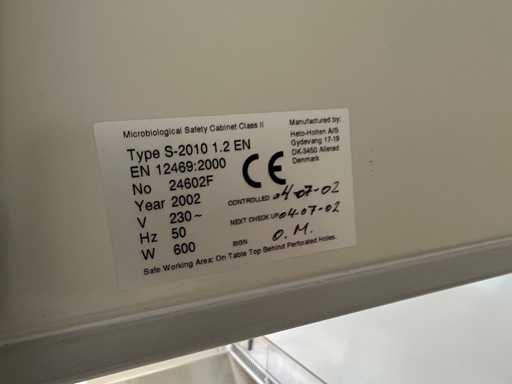 Microbiological Safety Cabinet Class II
Type S-2010 1.2 EN
EN 12469:2000
No 24602F
Year 2002
V 230~
Hz 50
W 600
CE
Manufactured by:
Heto-Holten A/S
Gydevang 17-19
DK-3450 Allerød
Denmark
CONTROLLED 04-07-02
NEXT CHECK UP 04-07-02
SIGN O.M.
Safe Working Area: On Table Top Behind Perforated Holes.